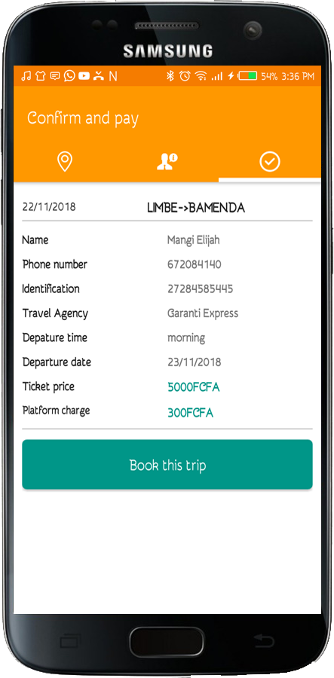 SAMSUNG
N 54% 3:36 PM
Confirm and pay
22/11/2018 LIMBE->BAMENDA
Name Mangi Elijah
Phone number 672084140
Identification 27284585445
Travel Agency Garanti Express
Depature time morning
Departure date 23/11/2018
Ticket price 5000FCFA
Platform charge 300FCFA
Book this trip